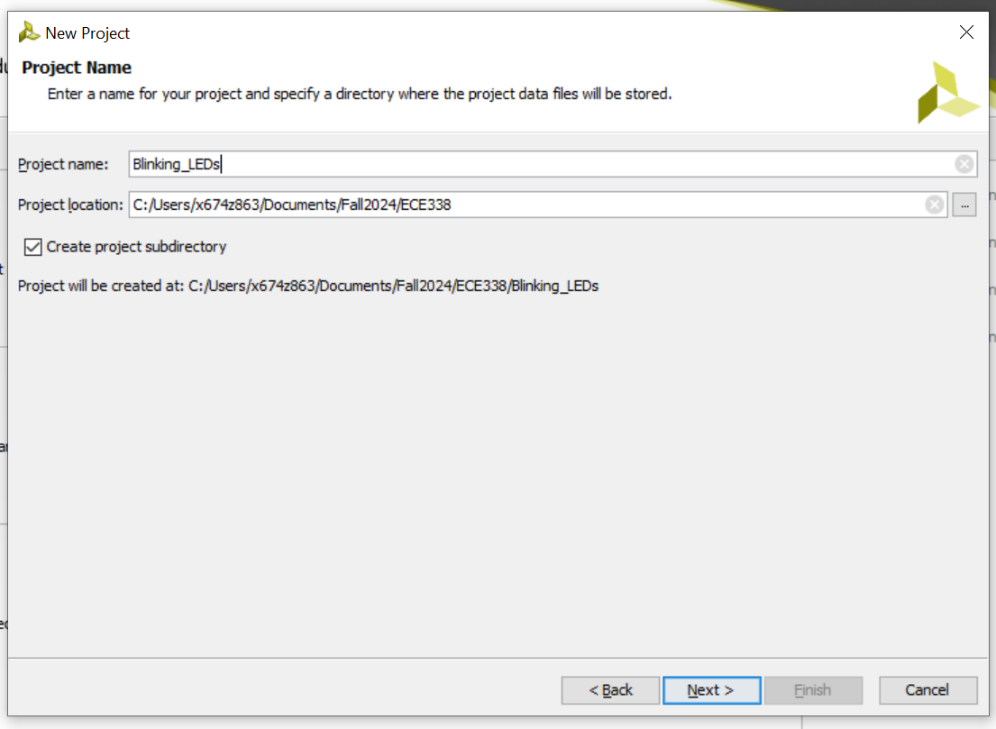 New Project
Project Name
Enter a name for your project and specify a directory where the project data files will be stored.
Project name: Blinking_LEDs
Project location: C:/Users/x674z863/Documents/Fall2024/ECE338 ...
Create project subdirectory
Project will be created at: C:/Users/x674z863/Documents/Fall2024/ECE338/Blinking_LEDs
< Back Next > Finish Cancel